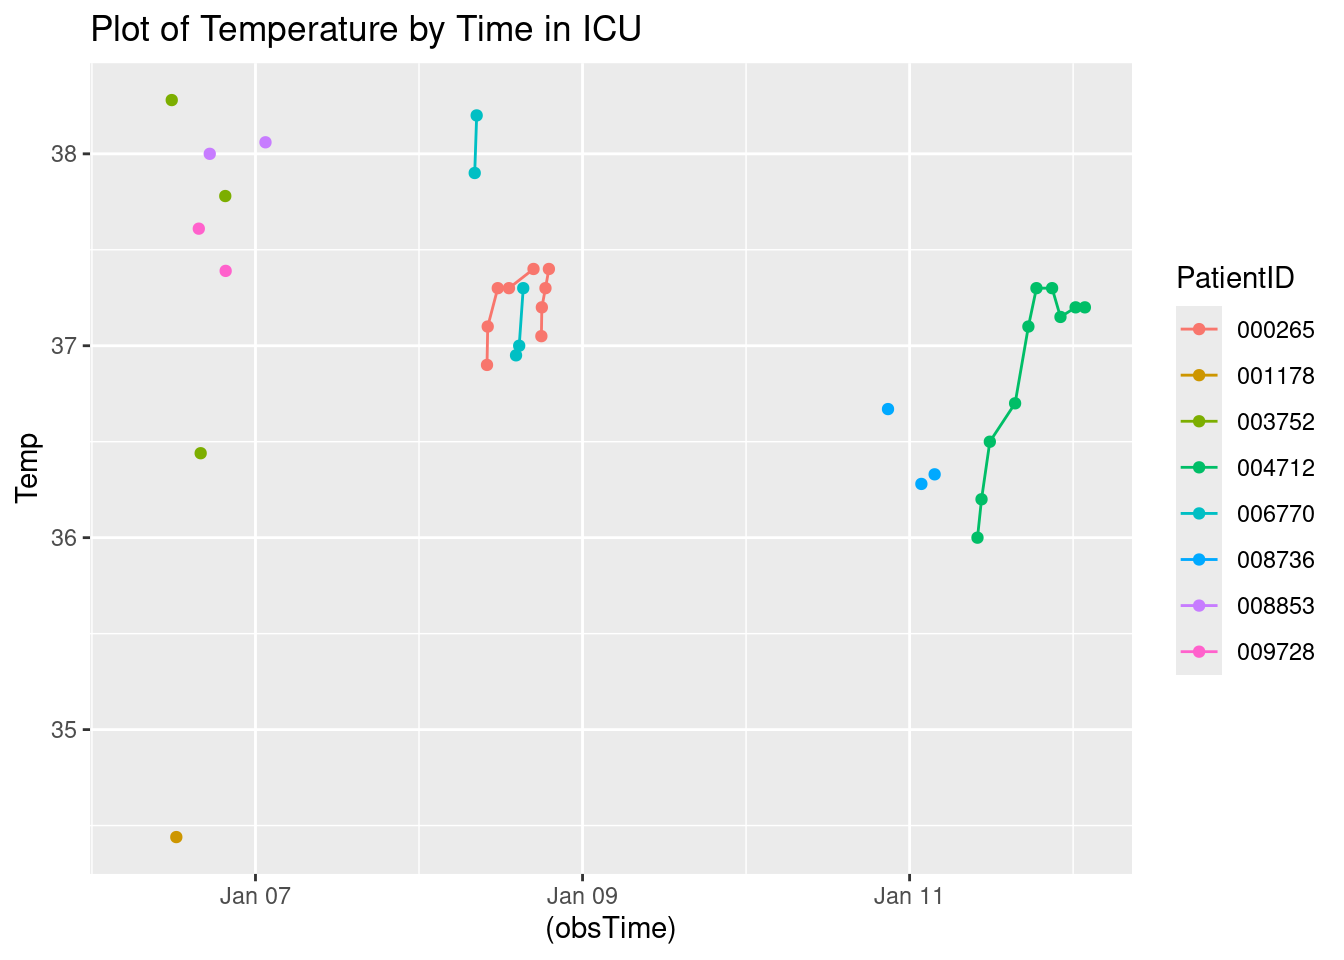 Plot of Temperature by Time in ICU
38
37
36
35
Temp
Jan 07
Jan 09
Jan 11
(obsTime)
PatientID
000265
001178
003752
004712
006770
008736
008853
009728